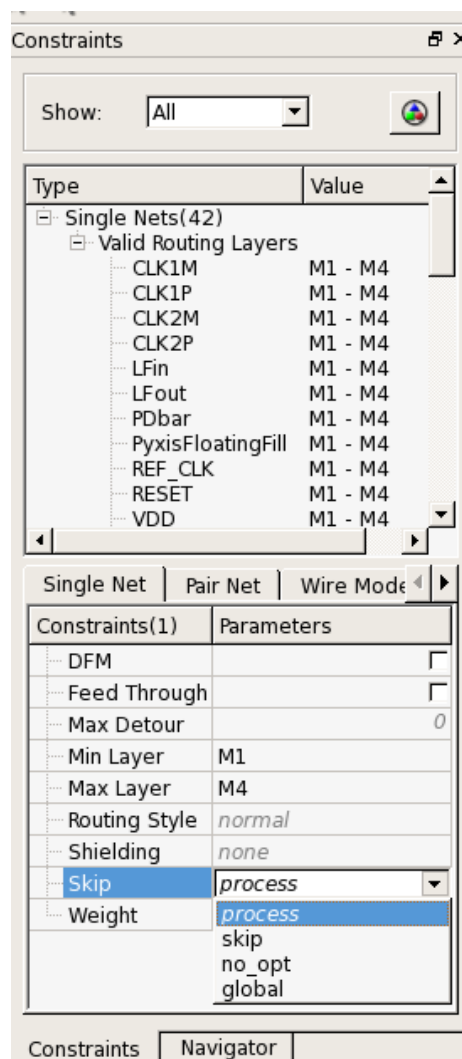 Constraints
Show: All
Type Value
Single Nets(42)
Valid Routing Layers
CLK1M M1 - M4
CLK1P M1 - M4
CLK2M M1 - M4
CLK2P M1 - M4
LFin M1 - M4
LFout M1 - M4
PDbar M1 - M4
PyxisFloatingFill M1 - M4
REF_CLK M1 - M4
RESET M1 - M4
VDD M1 - M4
Single Net Pair Net Wire Mode
Constraints(1) Parameters
DFM
Feed Through
Max Detour 0
Min Layer M1
Max Layer M4
Routing Style normal
Shielding none
Skip process
Weight process
skip
no_opt
global
Constraints Navigator